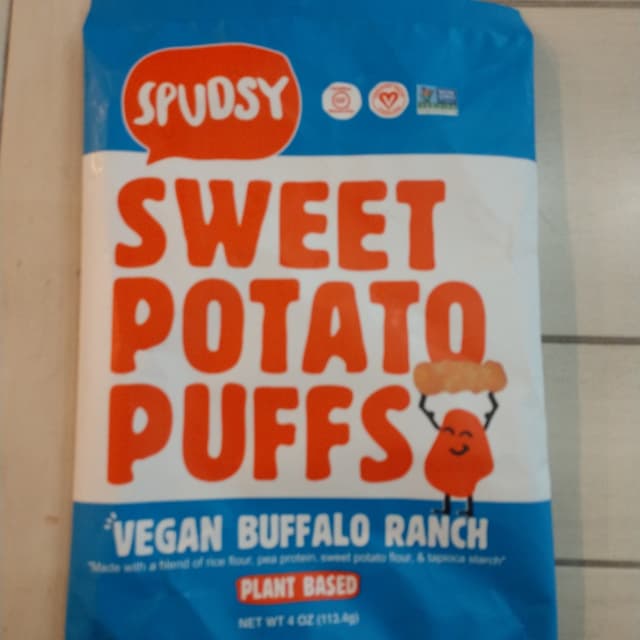 SPUDSY
SWEET
POTATO
PUFFS
VEGAN BUFFALO RANCH
"Made with a blend of rice flour, pea protein, sweet potato flour, & tapioca starch"
PLANT BASED
NET WT 4 OZ (113.4g)